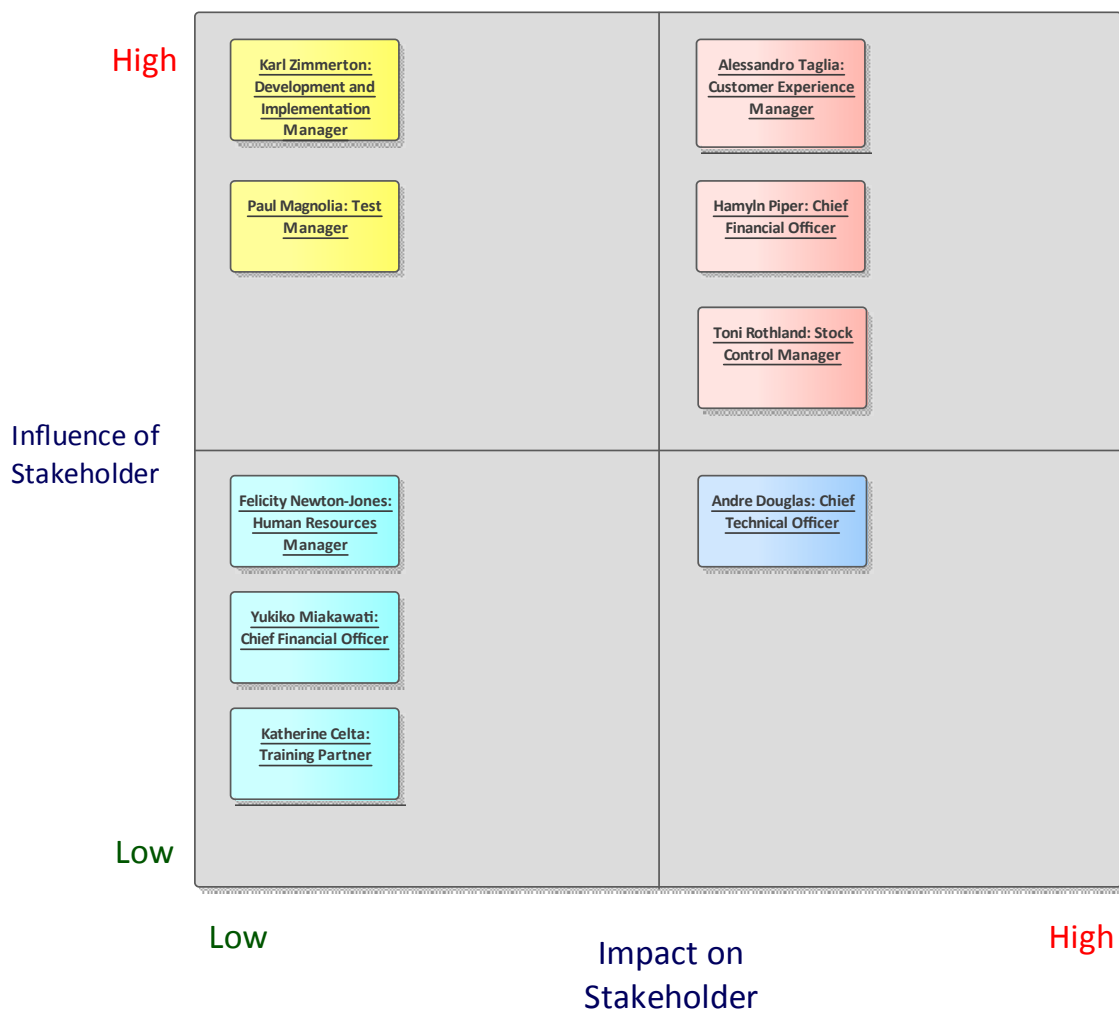 High
Karl Zimmerton:
Development and
Implementation
Manager
Alessandro Taglia:
Customer Experience
Manager
Paul Magnolia: Test
Manager
Hamyln Piper: Chief
Financial Officer
Toni Rothland: Stock
Control Manager
Influence of
Stakeholder
Felicity Newton-Jones:
Human Resources
Manager
Andre Douglas: Chief
Technical Officer
Yukiko Miakawati:
Chief Financial Officer
Katherine Celta:
Training Partner
Low
Low
Impact on
Stakeholder
High